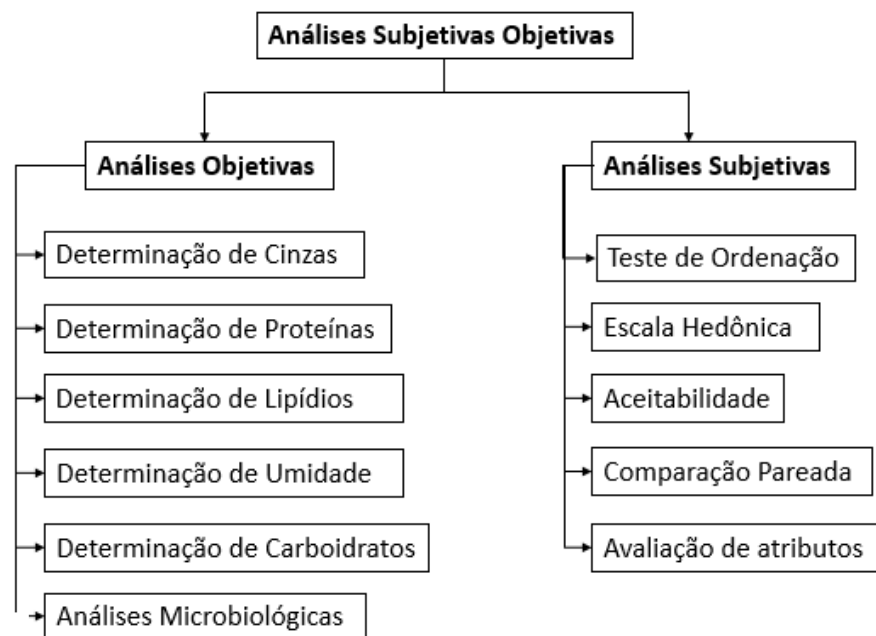 Análises Subjetivas Objetivas
Análises Objetivas
Determinação de Cinzas
Determinação de Proteínas
Determinação de Lipídios
Determinação de Umidade
Determinação de Carboidratos
Análises Microbiológicas
Análises Subjetivas
Teste de Ordenação
Escala Hedônica
Aceitabilidade
Comparação Pareada
Avaliação de atributos